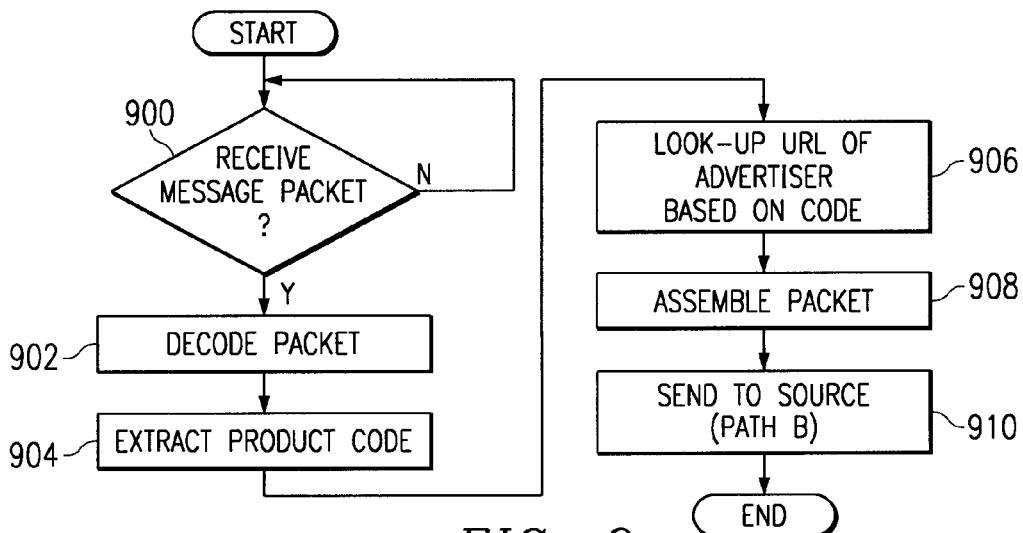 START
900
RECEIVE
MESSAGE PACKET
?
N
Y
902
DECODE PACKET
904
EXTRACT PRODUCT CODE
LOOK-UP URL OF
ADVERTISER
BASED ON CODE
906
ASSEMBLE PACKET
908
SEND TO SOURCE
(PATH B)
910
END